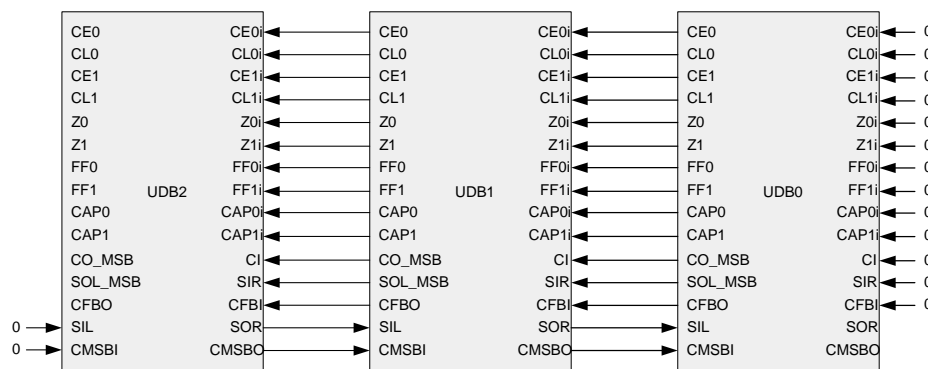 CE0 CE0i CE0 CE0i CE0 CE0i 0
CL0 CL0i CL0 CL0i CL0 CL0i 0
CE1 CE1i CE1 CE1i CE1 CE1i 0
CL1 CL1i CL1 CL1i CL1 CL1i 0
Z0 Z0i Z0 Z0i Z0 Z0i 0
Z1 Z1i Z1 Z1i Z1 Z1i 0
FF0 FF0i FF0 FF0i FF0 FF0i 0
FF1 UDB2 FF1i FF1 UDB1 FF1i FF1 UDB0 FF1i 0
CAP0 CAP0i CAP0 CAP0i CAP0 CAP0i 0
CAP1 CAP1i CAP1 CAP1i CAP1 CAP1i 0
CO_MSB CI CO_MSB CI CO_MSB CI 0
SOL_MSB SIR SOL_MSB SIR SOL_MSB SIR 0
CFBO CFBI CFBO CFBI CFBO CFBI 0
0 SIL SOR SIL SOR SIL SOR
0 CMSBI CMSBO CMSBI CMSBO CMSBI CMSBO